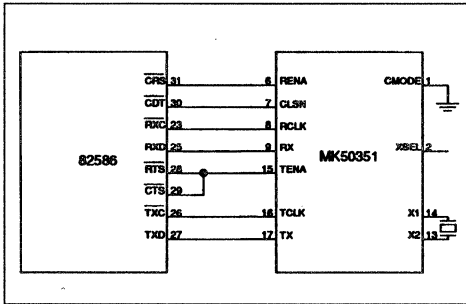 CRS 31 6 RENA CMODE 1
CDT 30 7 CLSN
RXC 23 8 RCLK
RXD 25 9 RX XSEL 2
82586 MK50351
RTS 28 15 TENA
CTS 29
TXC 26 16 TCLK X1 14
TXD 27 17 TX X2 13